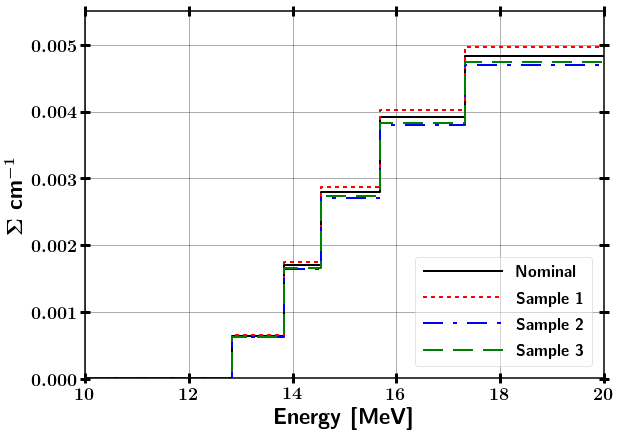 0.005
0.004
0.003
0.002
0.001
0.000
Σ cm⁻¹
10 12 14 16 18 20
Energy [MeV]
Nominal
Sample 1
Sample 2
Sample 3